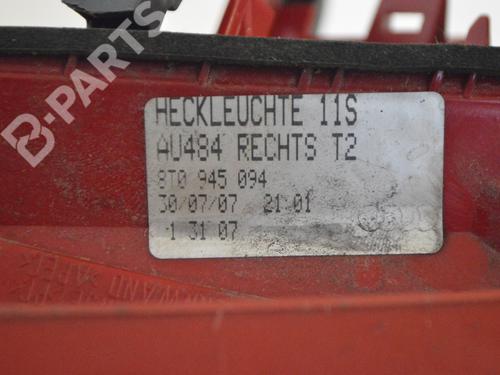 B-PARTS
HECKLEUCHTE 11S
AU484 RECHTS T2
8T0 945 094
30/07/07 21:01
1 31 07